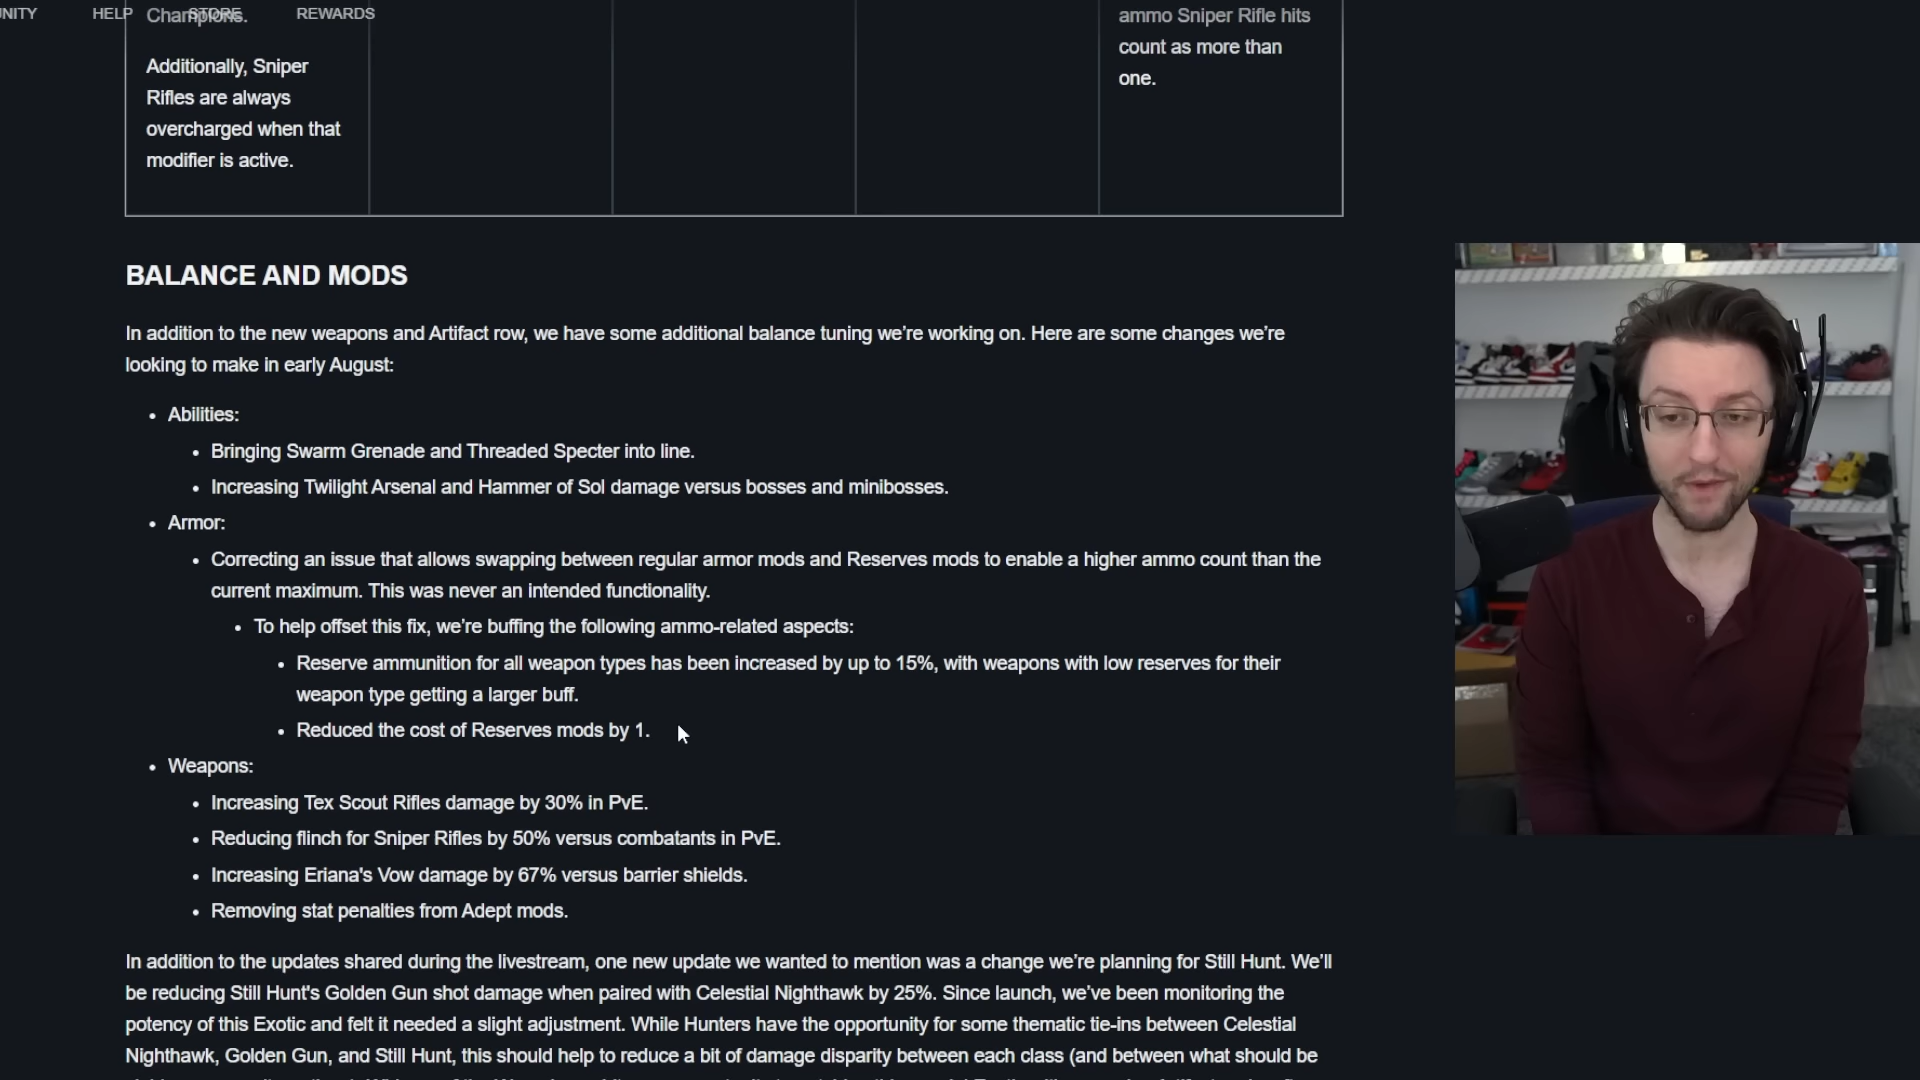 UNITY HELP STORE REWARDS
Champions.
Additionally, Sniper
Rifles are always
overcharged when that
modifier is active.
ammo Sniper Rifle hits
count as more than
one.
BALANCE AND MODS
In addition to the new weapons and Artifact row, we have some additional balance tuning we're working on. Here are some changes we're
looking to make in early August:
• Abilities:
• Bringing Swarm Grenade and Threaded Specter into line.
• Increasing Twilight Arsenal and Hammer of Sol damage versus bosses and minibosses.
• Armor:
• Correcting an issue that allows swapping between regular armor mods and Reserves mods to enable a higher ammo count than the
current maximum. This was never an intended functionality.
• To help offset this fix, we're buffing the following ammo-related aspects:
• Reserve ammunition for all weapon types has been increased by up to 15%, with weapons with low reserves for their
weapon type getting a larger buff.
• Reduced the cost of Reserves mods by 1.
• Weapons:
• Increasing Tex Scout Rifles damage by 30% in PvE.
• Reducing flinch for Sniper Rifles by 50% versus combatants in PvE.
• Increasing Eriana's Vow damage by 67% versus barrier shields.
• Removing stat penalties from Adept mods.
In addition to the updates shared during the livestream, one new update we wanted to mention was a change we're planning for Still Hunt. We'll
be reducing Still Hunt's Golden Gun shot damage when paired with Celestial Nighthawk by 25%. Since launch, we've been monitoring the
potency of this Exotic and felt it needed a slight adjustment. While Hunters have the opportunity for some thematic tie-ins between Celestial
Nighthawk, Golden Gun, and Still Hunt, this should help to reduce a bit of damage disparity between each class (and between what should be